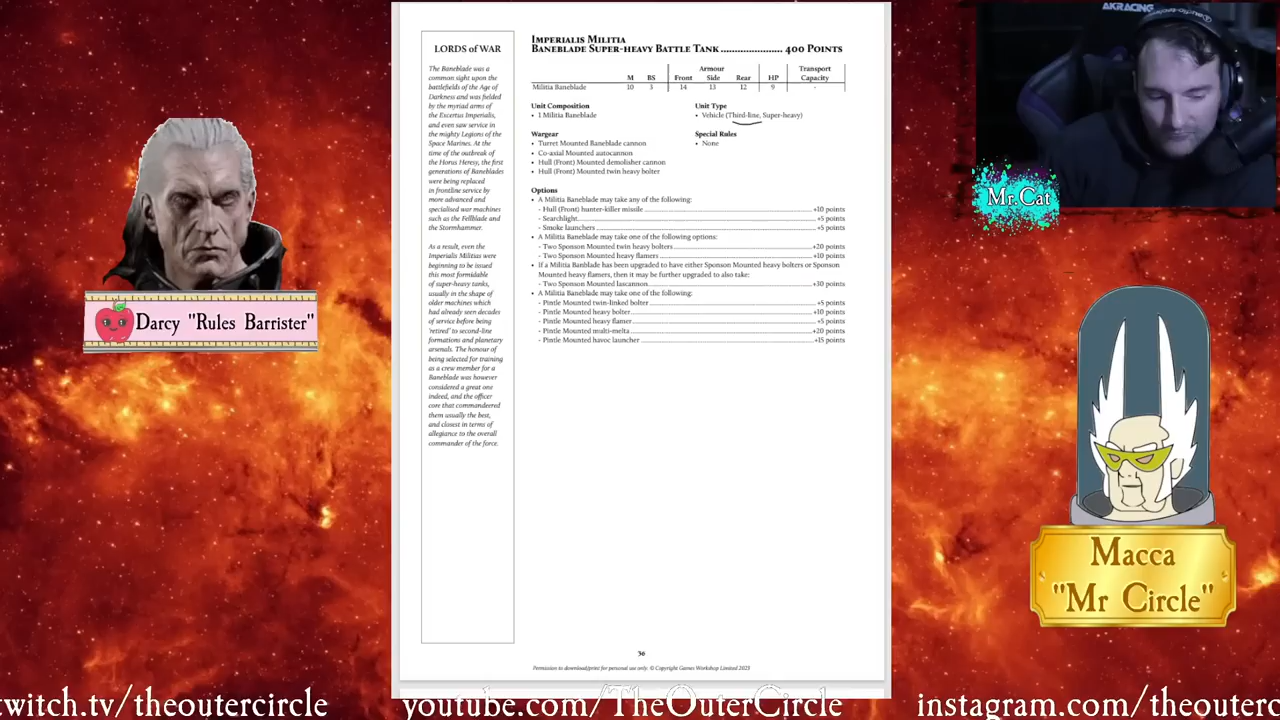 LORDS of WAR
The Baneblade was a
common sight upon the
battlefields of the Age of
Darkness and was fielded
by the myriad arms of
the Excertus Imperialis,
and even saw service in
the mighty Legions of the
Space Marines. At the
time of the outbreak of
the Horus Heresy, the first
generations of Baneblades
were being replaced
in frontline service by
more advanced and
specialised war machines
such as the Fellblade and
the Stormhammer.
As a result, even the
Imperialis Militias were
beginning to be issued
this most formidable
of super-heavy tanks,
usually in the shape of
older machines which
had already seen decades
of service before being
'retired' to second-line
formations and planetary
arsenals. The honour of
being selected for training
as a crew member for a
Baneblade was however
considered a great one
indeed, and the officer
core that commandeered
them usually the best,
and closest in terms of
allegiance to the overall
commander of the force.
IMPERIALIS MILITIA
BANEBLADE SUPER-HEAVY BATTLE TANK ...................... 400 POINTS
Armour Transport
M BS Front Side Rear HP Capacity
Militia Baneblade 10 3 14 13 12 9 -
Unit Composition
• 1 Militia Baneblade
Unit Type
• Vehicle (Third-line, Super-heavy)
Wargear
• Turret Mounted Baneblade cannon
• Co-axial Mounted autocannon
• Hull (Front) Mounted demolisher cannon
• Hull (Front) Mounted twin heavy bolter
Special Rules
• None
Options
• A Militia Baneblade may take any of the following:
- Hull (Front) hunter-killer missile +10 points
- Searchlight +5 points
- Smoke launchers +5 points
• A Militia Baneblade may take one of the following options:
- Two Sponson Mounted twin heavy bolters +20 points
- Two Sponson Mounted heavy flamers +10 points
• If a Militia Banblade has been upgraded to have either Sponson Mounted heavy bolters or Sponson
Mounted heavy flamers, then it may be further upgraded to also take:
- Two Sponson Mounted lascannon +30 points
• A Militia Baneblade may take one of the following:
- Pintle Mounted twin-linked bolter +5 points
- Pintle Mounted heavy bolter +10 points
- Pintle Mounted heavy flamer +5 points
- Pintle Mounted multi-melta +20 points
- Pintle Mounted havoc launcher +15 points
56
Permission to download/print for personal use only. © Copyright Games Workshop Limited 2023
Darcy "Rules Barrister"
AKRACING
Mr.Cat
Macca
"Mr Circle"
twitch.tv/theoutercircle youtube.com/TheOuterCircle instagram.com/theouterc